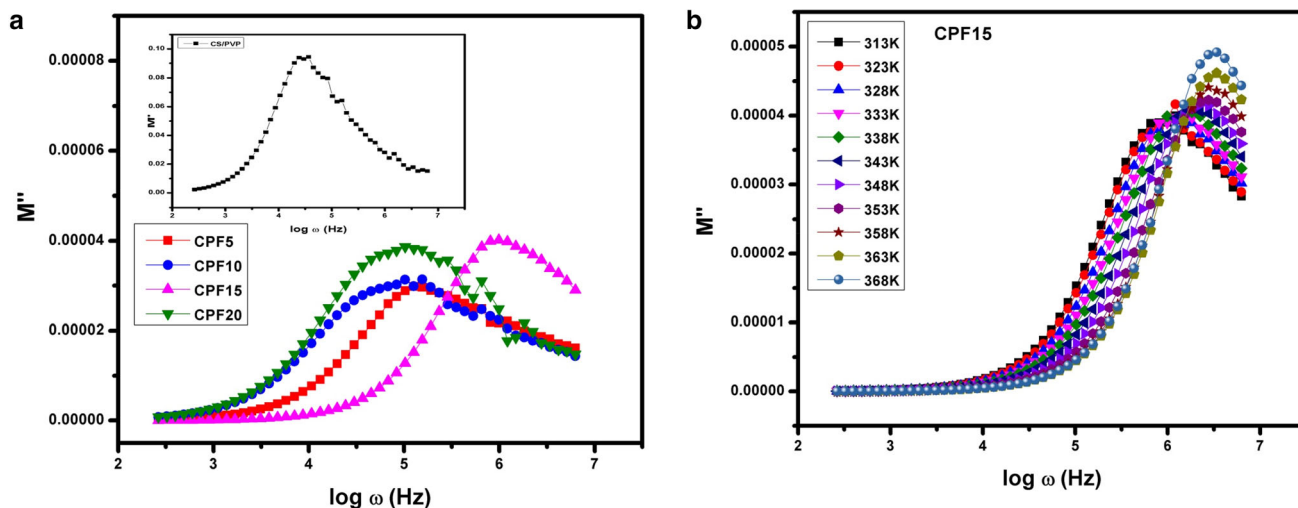 a
0.00008
0.00006
0.00004
0.00002
0.00000
M''
2 3 4 5 6 7
log ω (Hz)
CPF5
CPF10
CPF15
CPF20
CS/PVP
0.10
0.08
0.06
0.04
0.02
0.00
M''
2 3 4 5 6 7
log ω (Hz)
b
CPF15
0.00005
0.00004
0.00003
0.00002
0.00001
0.00000
M''
2 3 4 5 6 7
log ω (Hz)
313K
323K
328K
333K
338K
343K
348K
353K
358K
363K
368K